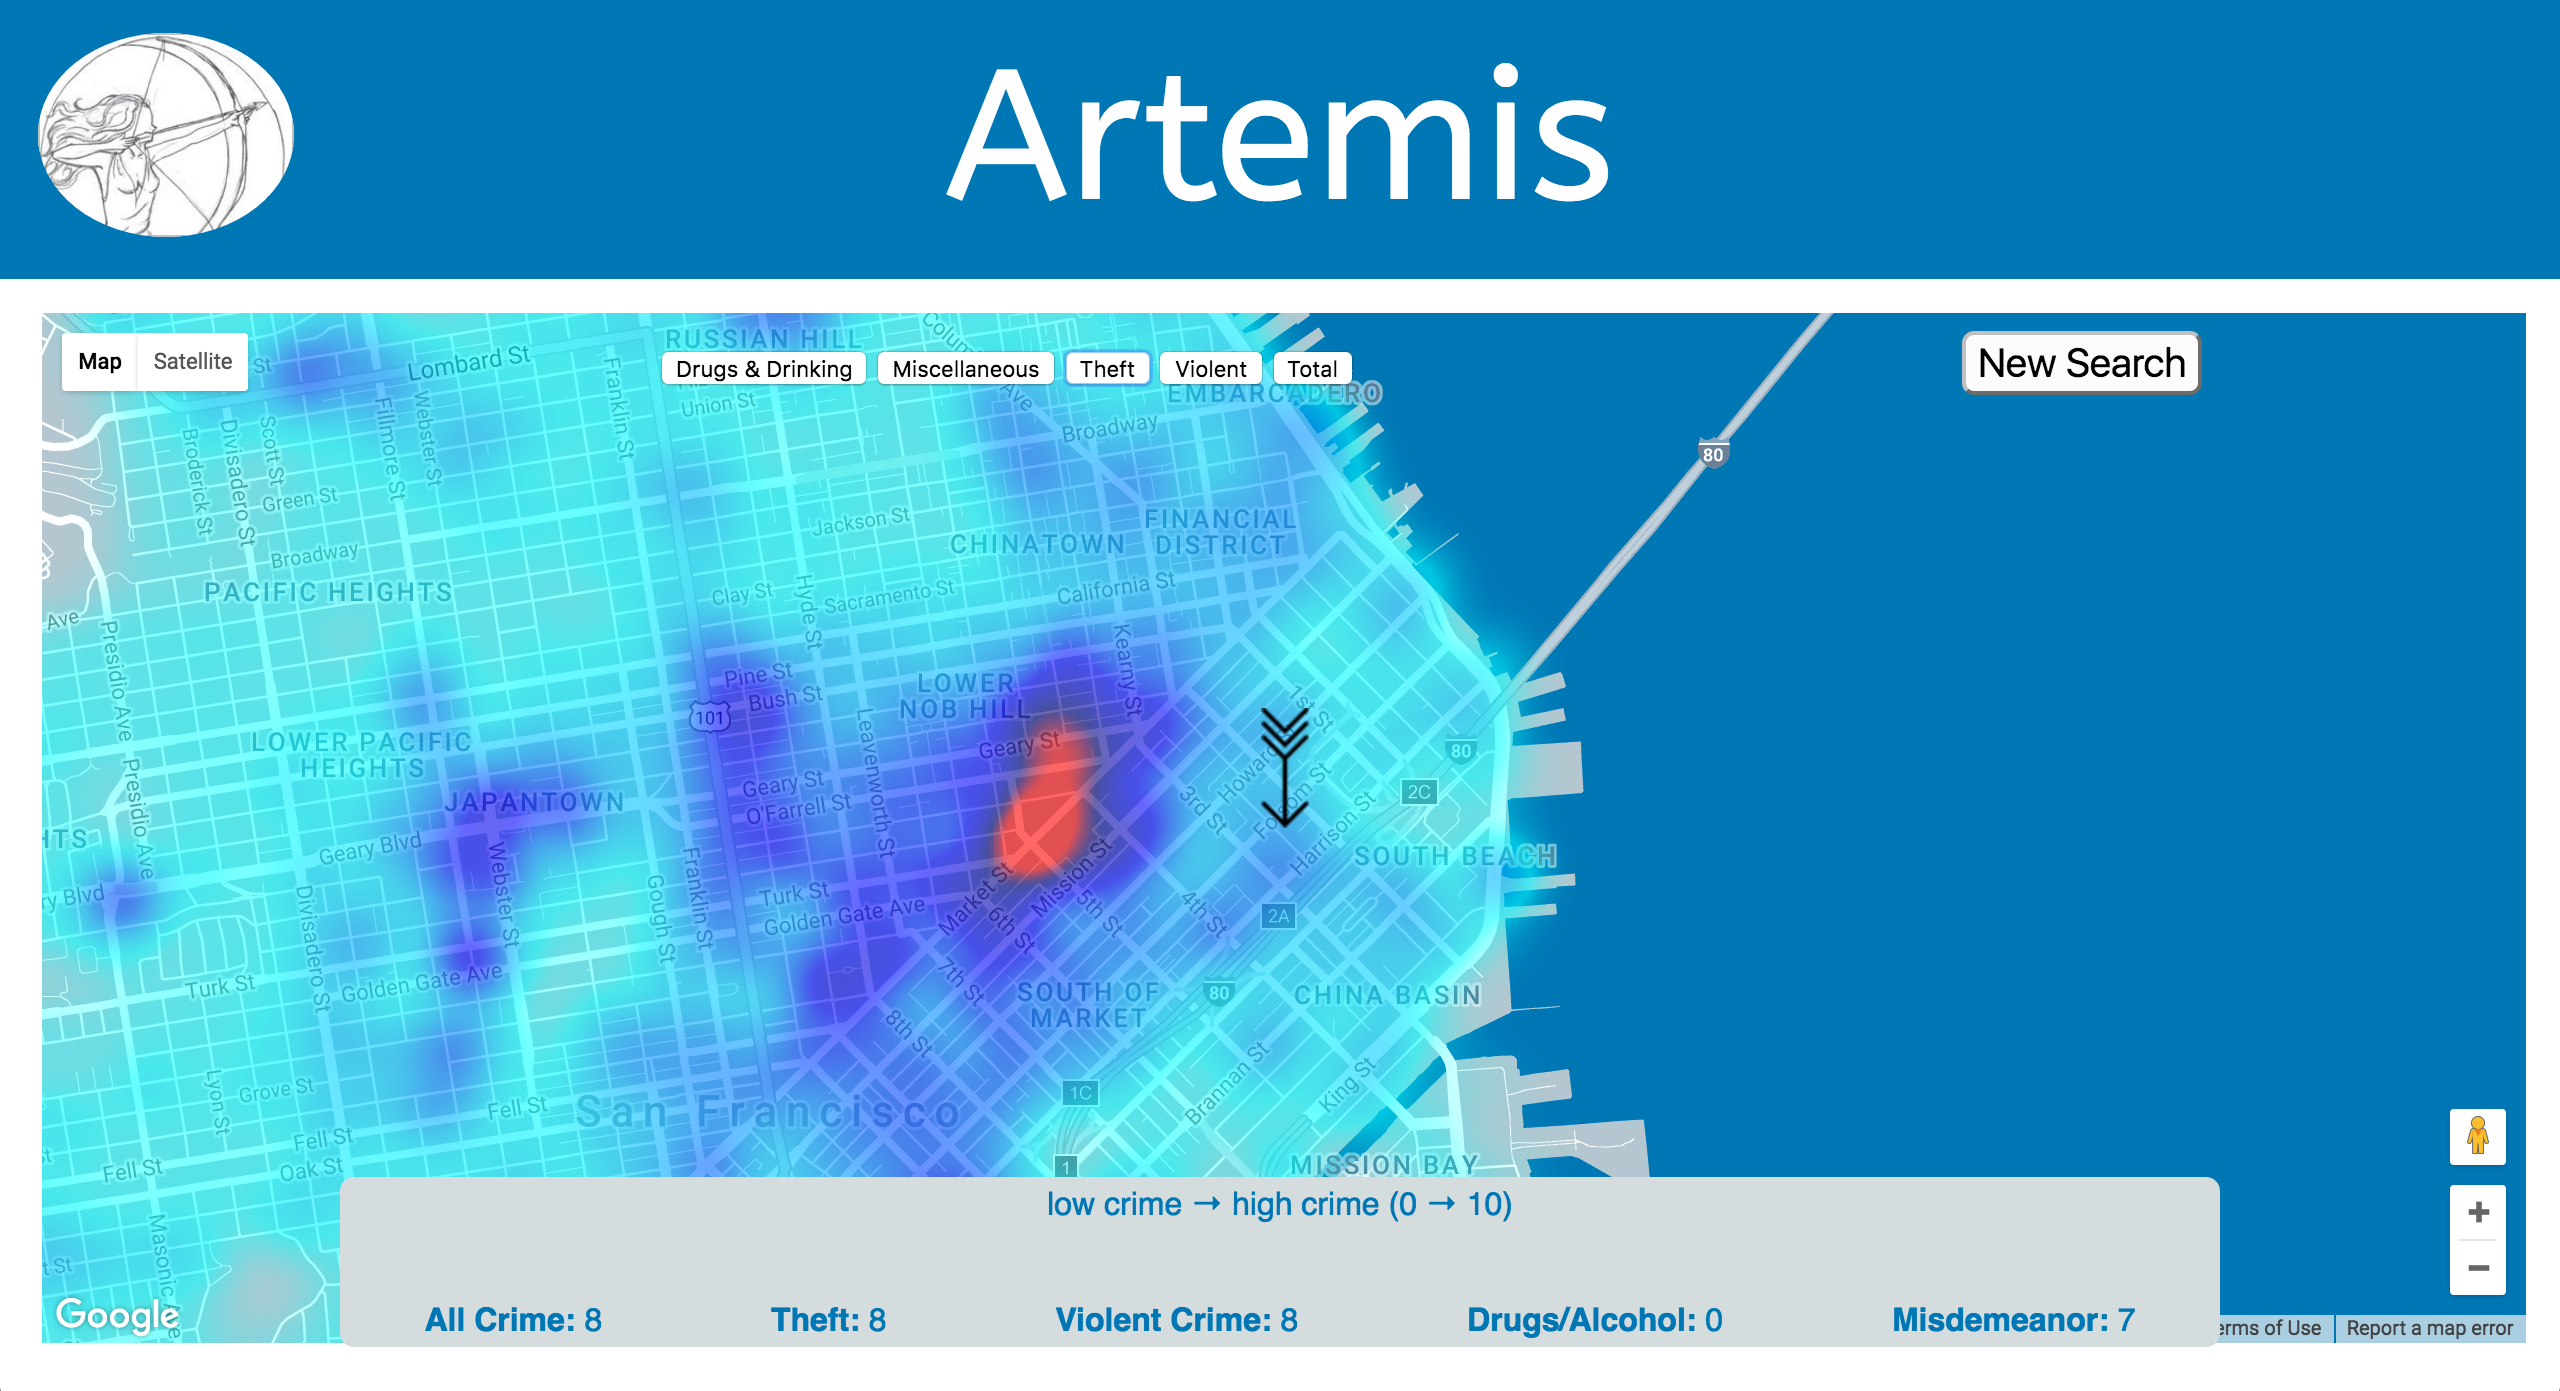 Artemis
Map
Satellite
Drugs & Drinking
Miscellaneous
Theft
Violent
Total
New Search
RUSSIAN HILL
EMBARCADERO
St
Lombard St
Franklin St
Union St
Ave
Broadway
80
Fillmore St
Webster St
Scott St
Divisadero St
Broderick St
Green St
Broadway
Jackson St
CHINATOWN
FINANCIAL
DISTRICT
PACIFIC HEIGHTS
Clay St
Hyde St
Sacramento St
California St
Ave
Presidio Ave
Kearny St
Pine St
Bush St
101
LOWER
NOB HILL
Geary St
1st St
Howard
Folsom St
3rd St
80
2C
Harrison St
LOWER PACIFIC
HEIGHTS
Presidio Ave
JAPANTOWN
Geary St
O'Farrell St
Leavenworth St
Geary Blvd
Webster St
Franklin St
Gough St
Turk St
Golden Gate Ave
Market St
Mission St
6th St
5th St
4th St
2A
SOUTH BEACH
Divisadero St
Turk St
Golden Gate Ave
7th St
SOUTH OF
MARKET
80
CHINA BASIN
8th St
Lyon St
Grove St
Fell St
San Francisco
1C
Brannan St
King St
Fell St
Fell St
Oak St
1
MISSION BAY
Masonic Ave
low crime → high crime (0 → 10)
All Crime: 8
Theft: 8
Violent Crime: 8
Drugs/Alcohol: 0
Misdemeanor: 7
Google
erms of Use
Report a map error